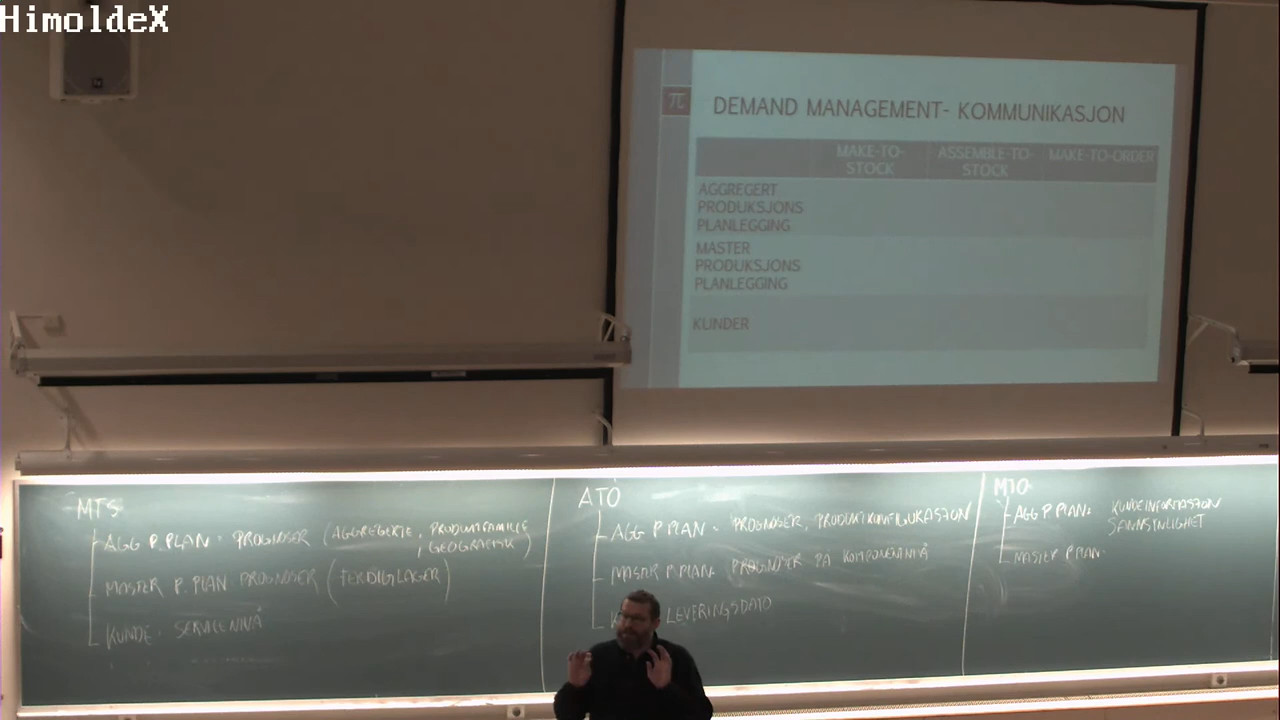 HimoldeX
π
DEMAND MANAGEMENT- KOMMUNIKASJON
MAKE-TO-STOCK
ASSEMBLE-TO-STOCK
MAKE-TO-ORDER
AGGREGERT
PRODUKSJONS
PLANLEGGING
MASTER
PRODUKSJONS
PLANLEGGING
KUNDER
MTS
AGG P.PLAN: PROGNOSER (AGGREGERTE, PRODUKTFAMILIE
, GEOGRAFISK)
MASTER P. PLAN PROGNOSER (FERDIGLAGER)
KUNDE: SERVICENIVÅ
ATO
AGG P PLAN: PROGNOSER, PRODUKTKONFIGURASJON
MASTER P.PLAN: PROGNOSER PÅ KOMPONENTNIVÅ
LEVERINGSDATO
MTO
AGG P PLAN: KUNDEINFORMASJON
SANNSYNLIGHET
MASTER P PLAN: